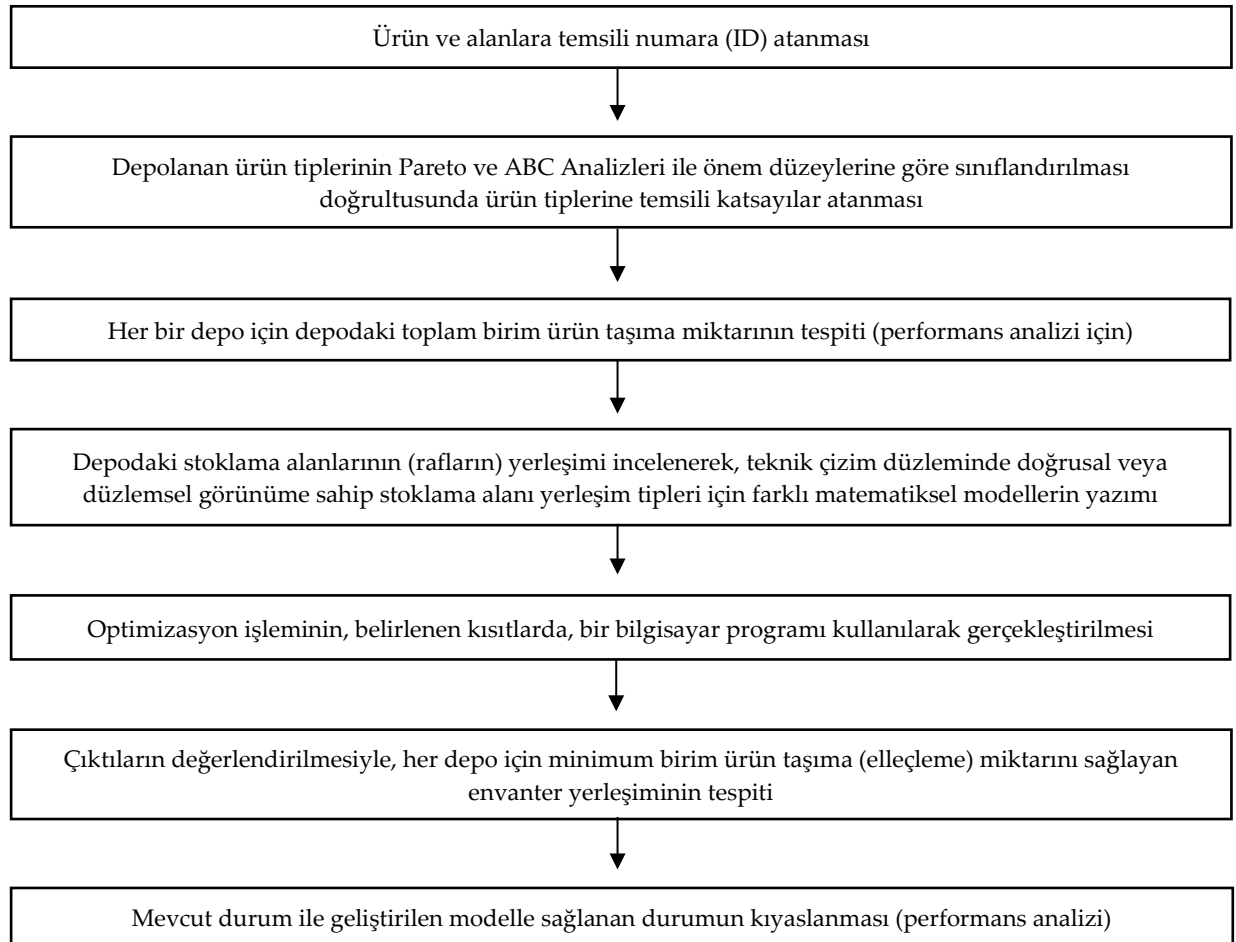 Ürün ve alanlara temsili numara (ID) atanması
Depolanan ürün tiplerinin Pareto ve ABC Analizleri ile önem düzeylerine göre sınıflandırılması
doğrultusunda ürün tiplerine temsili katsayılar atanması
Her bir depo için depodaki toplam birim ürün taşıma miktarının tespiti (performans analizi için)
Depodaki stoklama alanlarının (rafların) yerleşimi incelenerek, teknik çizim düzleminde doğrusal veya
düzlemsel görünüme sahip stoklama alanı yerleşim tipleri için farklı matematiksel modellerin yazımı
Optimizasyon işleminin, belirlenen kısıtlarda, bir bilgisayar programı kullanılarak gerçekleştirilmesi
Çıktıların değerlendirilmesiyle, her depo için minimum birim ürün taşıma (elleçleme) miktarını sağlayan
envanter yerleşiminin tespiti
Mevcut durum ile geliştirilen modelle sağlanan durumun kıyaslanması (performans analizi)